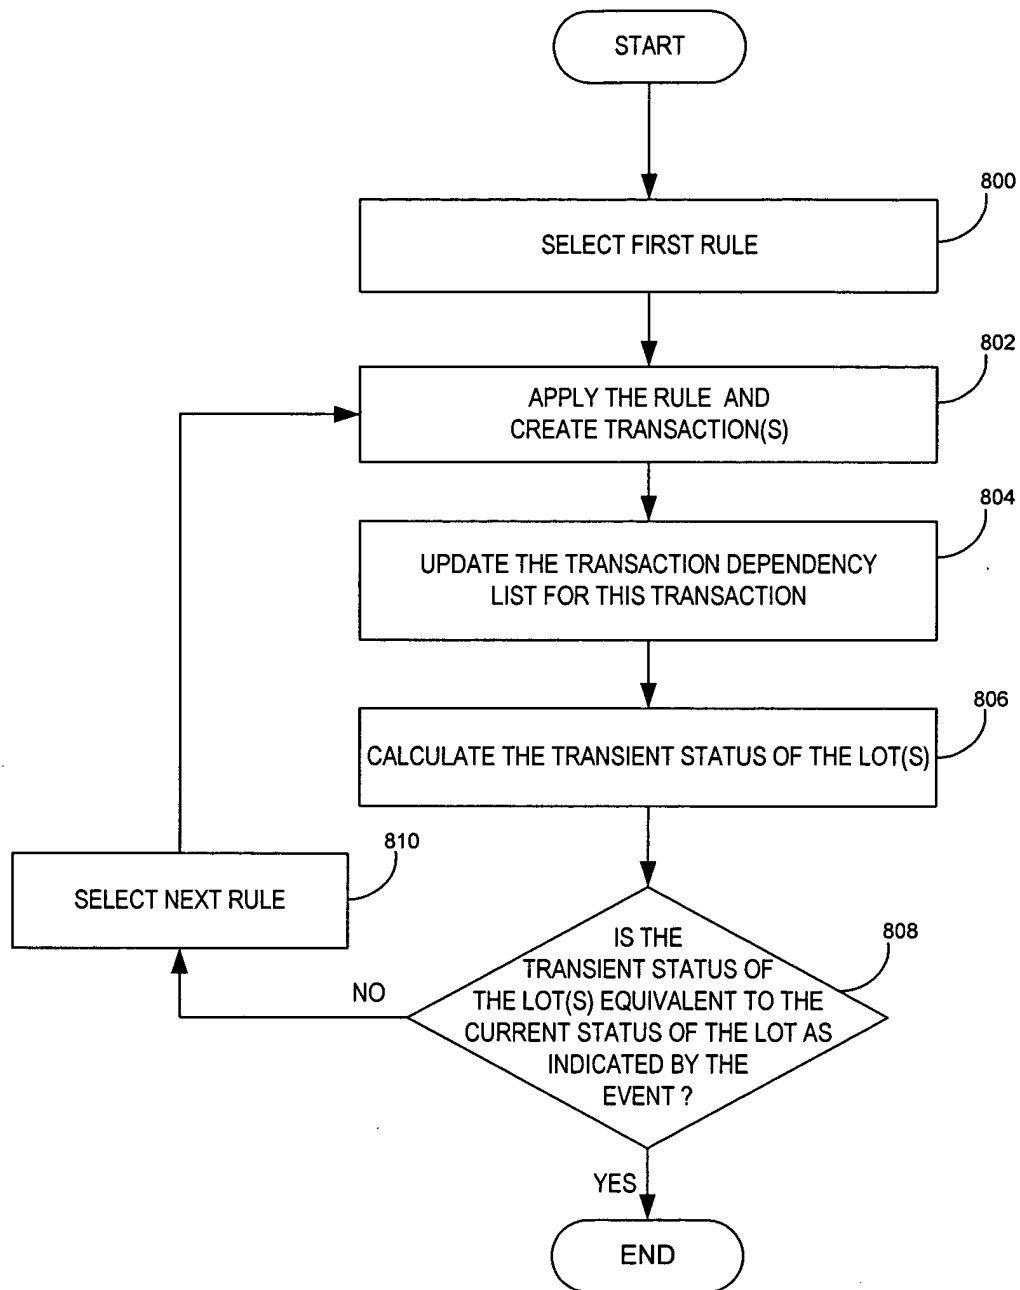 START
800
SELECT FIRST RULE
802
APPLY THE RULE AND
CREATE TRANSACTION(S)
804
UPDATE THE TRANSACTION DEPENDENCY
LIST FOR THIS TRANSACTION
806
CALCULATE THE TRANSIENT STATUS OF THE LOT(S)
810
SELECT NEXT RULE
808
IS THE
TRANSIENT STATUS OF
THE LOT(S) EQUIVALENT TO THE
CURRENT STATUS OF THE LOT AS
INDICATED BY THE
EVENT ?
NO
YES
END